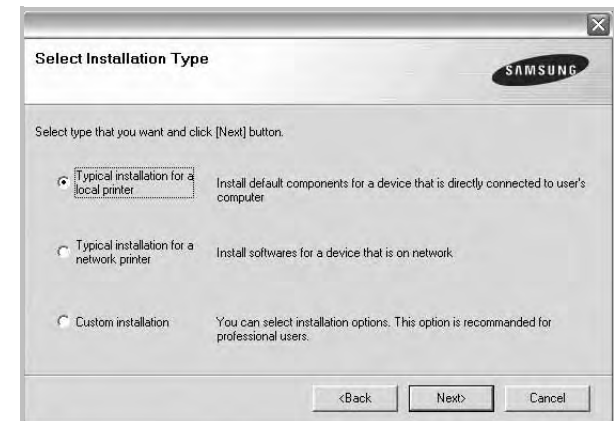 Select Installation Type
SAMSUNG
Select type that you want and click [Next] button.
Typical installation for a
local printer
Install default components for a device that is directly connected to user's
computer
Typical installation for a
network printer
Install softwares for a device that is on network
Custom installation
You can select installation options. This option is recommanded for
professional users.
<Back
Next>
Cancel